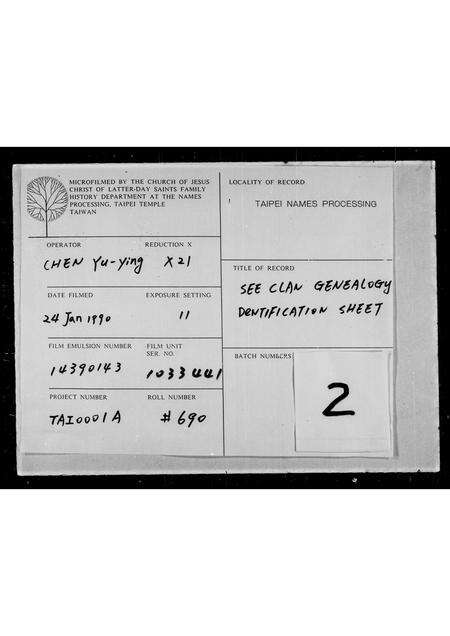 MICROFILMED BY THE CHURCH OF JESUS
CHRIST OF LATTER-DAY SAINTS FAMILY
HISTORY DEPARTMENT AT THE NAMES
PROCESSING, TAIPEI TEMPLE
TAIWAN
OPERATOR
REDUCTION X
CHEN Yu-ying
X21
DATE FILMED
EXPOSURE SETTING
24 Jan 1990
11
FILM EMULSION NUMBER
FILM UNIT
SER. NO.
14390143
1033441
PROJECT NUMBER
ROLL NUMBER
TAI0001A
#690
LOCALITY OF RECORD
TAIPEI NAMES PROCESSING
TITLE OF RECORD
SEE CLAN GENEALOGY
DENTIFICATION SHEET
BATCH NUMBERS
2